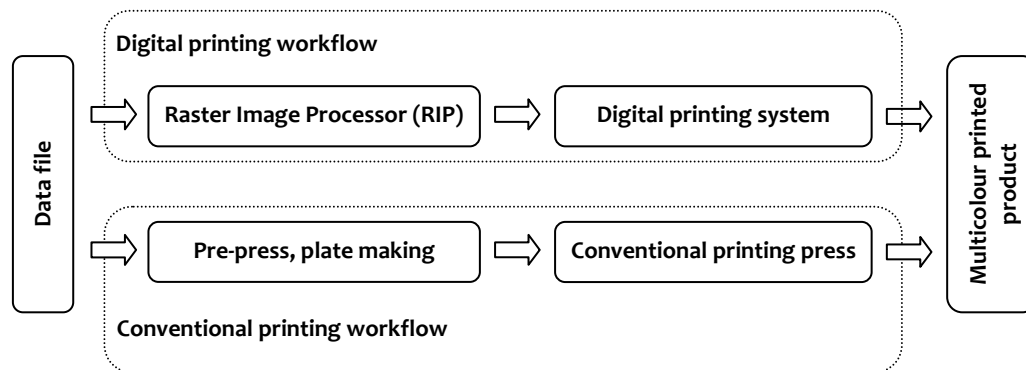 Digital printing workflow
Data file
Raster Image Processor (RIP)
Digital printing system
Multicolour printed
product
Pre-press, plate making
Conventional printing press
Conventional printing workflow